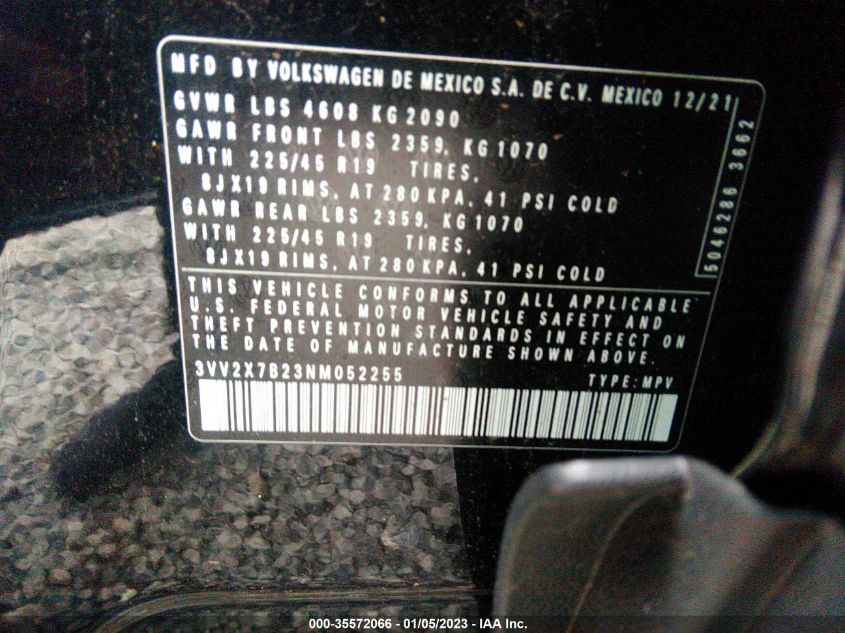 MFD BY VOLKSWAGEN DE MEXICO S.A. DE C.V. MEXICO 12/21
GVWR LBS 4608 KG 2090
GAWR FRONT LBS 2359, KG 1070
WITH 225/45 R19 TIRES,
8JX19 RIMS, AT 280 KPA, 41 PSI COLD
GAWR REAR LBS 2359, KG 1070
WITH 225/45 R19 TIRES,
8JX19 RIMS, AT 280 KPA, 41 PSI COLD
5046286 3662
THIS VEHICLE CONFORMS TO ALL APPLICABLE
U.S. FEDERAL MOTOR VEHICLE SAFETY AND
THEFT PREVENTION STANDARDS IN EFFECT ON
THE DATE OF MANUFACTURE SHOWN ABOVE.
3VV2X7B23NM052255 TYPE: MPV
000-35572066 - 01/05/2023 - IAA Inc.